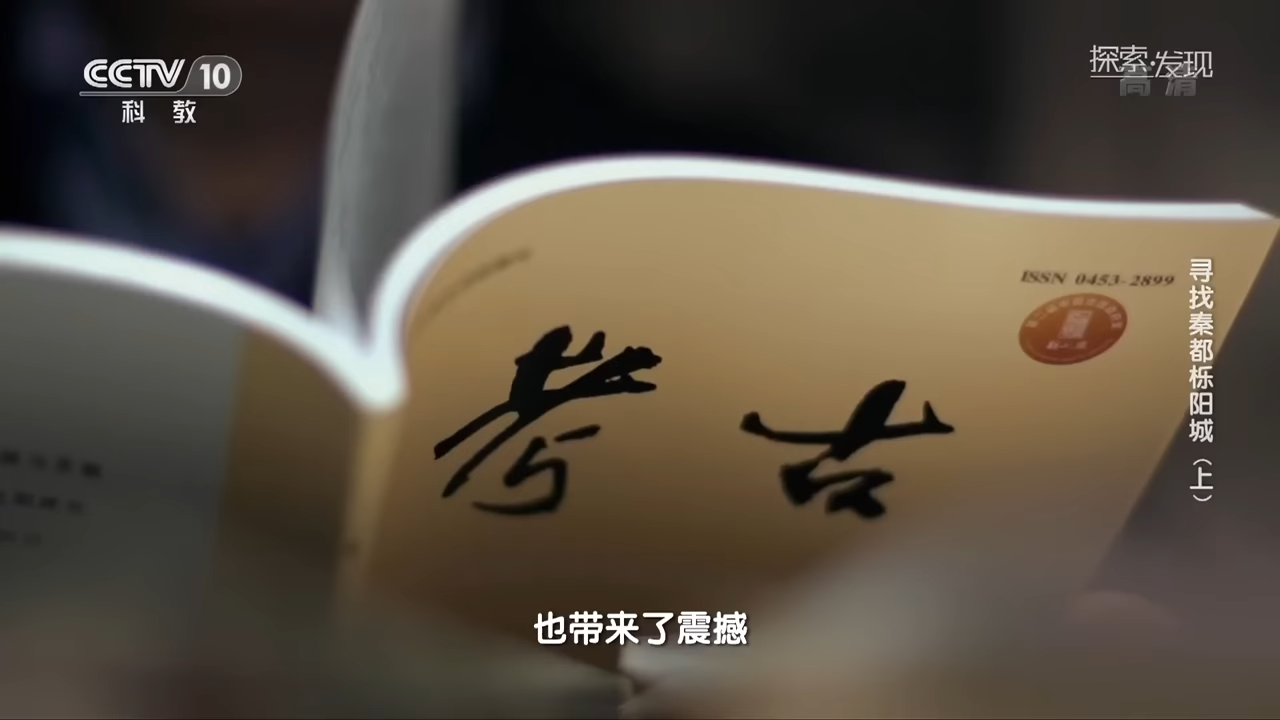 CCTV 10
科教
探索·发现
高清
ISSN 0453-2899
考古
寻找秦都栎阳城（上）
也带来了震撼